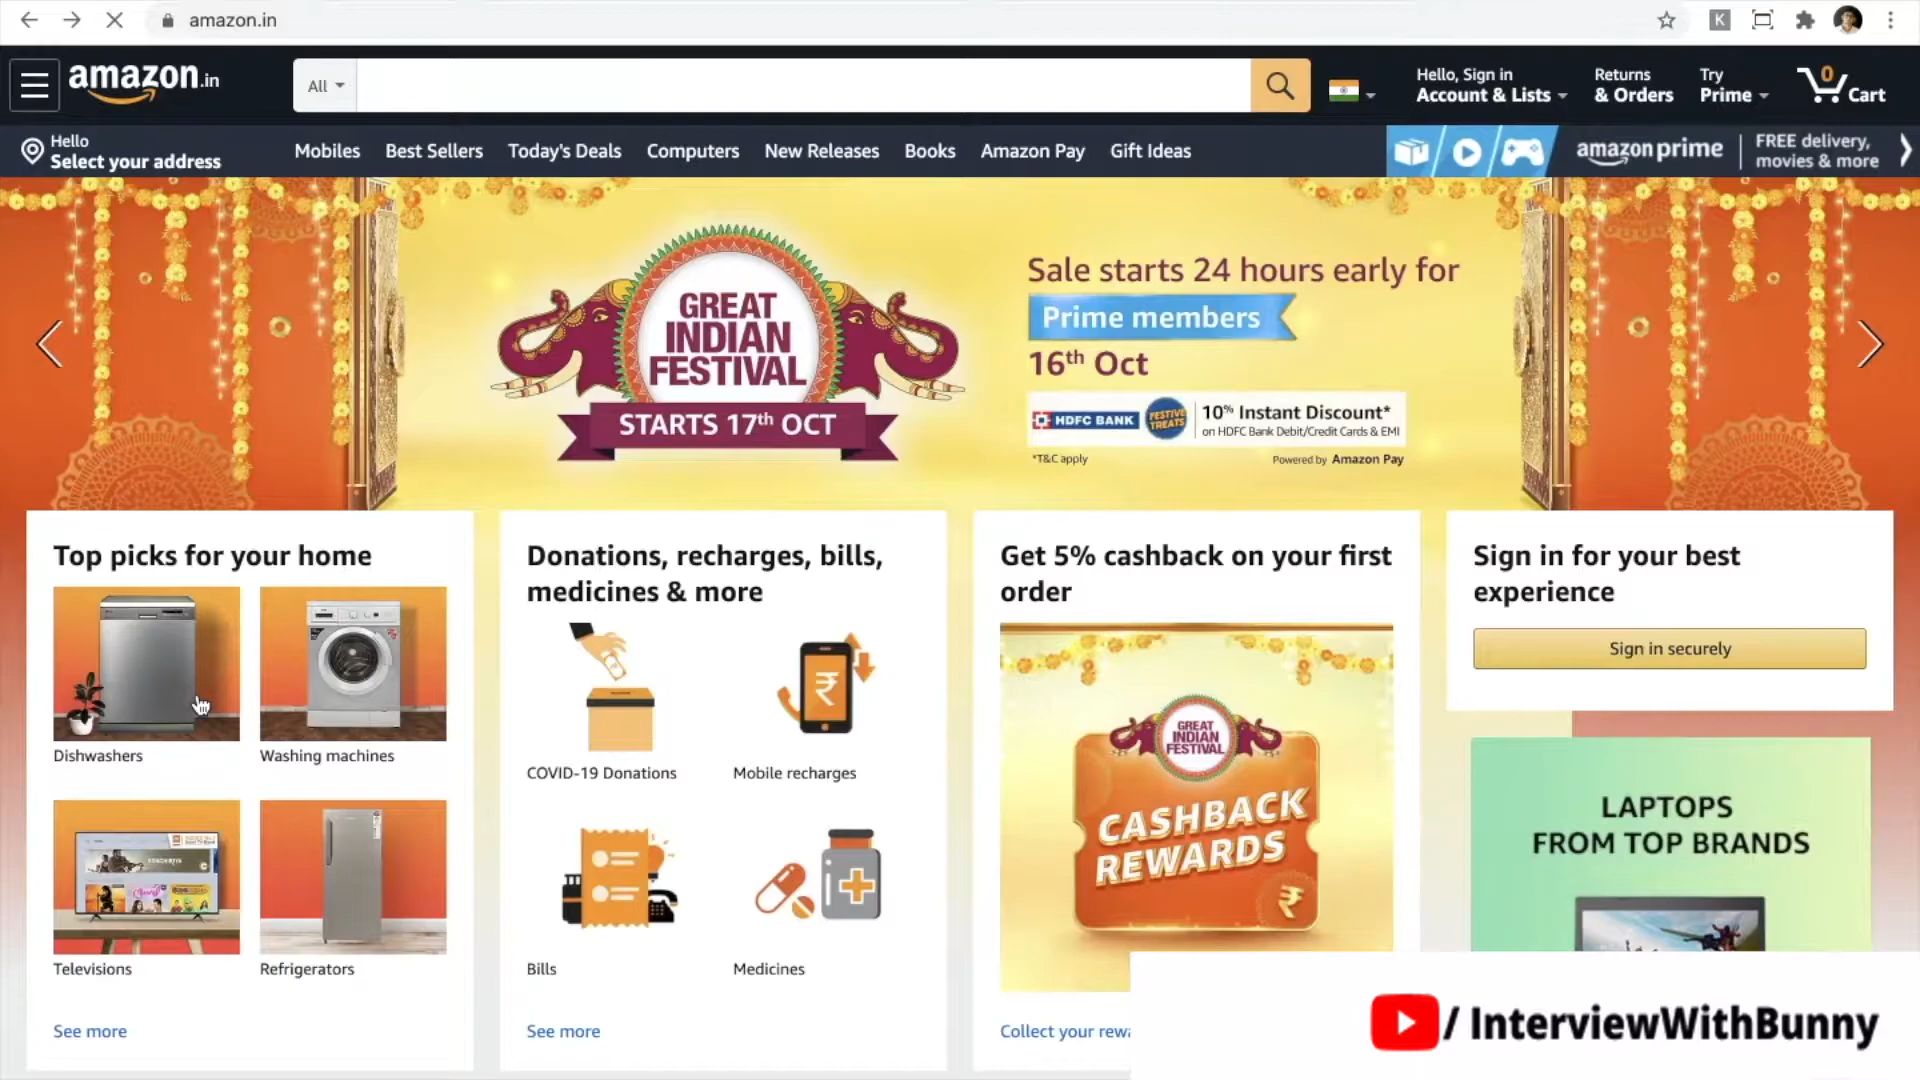 amazon.in
K
amazon.in
All
Hello, Sign in
Account & Lists
Returns
& Orders
Try
Prime
0
Cart
Hello
Select your address
Mobiles
Best Sellers
Today's Deals
Computers
New Releases
Books
Amazon Pay
Gift Ideas
amazon prime
FREE delivery,
movies & more
GREAT
INDIAN
FESTIVAL
STARTS 17th OCT
Sale starts 24 hours early for
Prime members
16th Oct
HDFC BANK
FESTIVE
TREATS
10% Instant Discount*
on HDFC Bank Debit/Credit Cards & EMI
*T&C apply
Powered by Amazon Pay
Top picks for your home
Dishwashers
Washing machines
Televisions
Refrigerators
See more
Donations, recharges, bills,
medicines & more
COVID-19 Donations
Mobile recharges
₹
Bills
Medicines
See more
Get 5% cashback on your first
order
GREAT
INDIAN
FESTIVAL
CASHBACK
REWARDS
₹
Collect your rewa
Sign in for your best
experience
Sign in securely
LAPTOPS
FROM TOP BRANDS
/ InterviewWithBunny